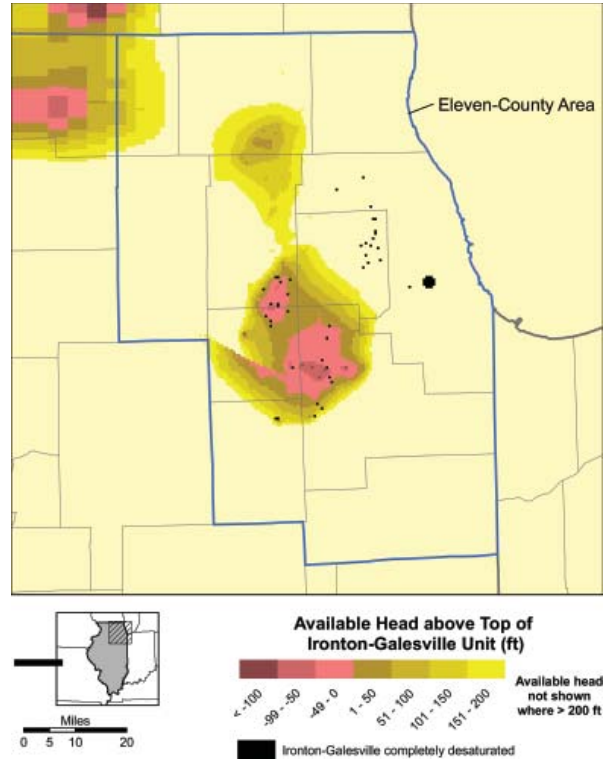 Eleven-County Area
Available Head above Top of
Ironton-Galesville Unit (ft)
< -100
-99 - -50
-49 - 0
1 - 50
51 - 100
101 - 150
151 - 200
Available head
not shown
where > 200 ft
Miles
0 5 10 20
Ironton-Galesville completely desaturated